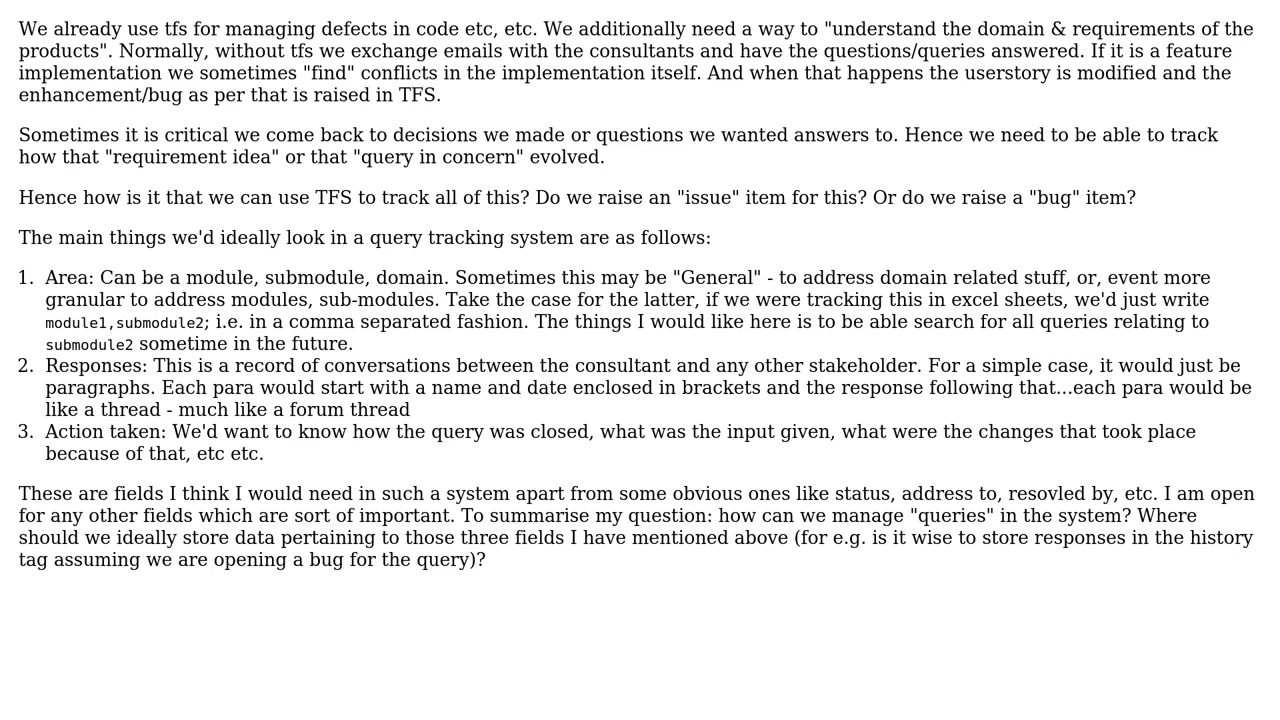 We already use tfs for managing defects in code etc, etc. We additionally need a way to "understand the domain & requirements of the
products". Normally, without tfs we exchange emails with the consultants and have the questions/queries answered. If it is a feature
implementation we sometimes "find" conflicts in the implementation itself. And when that happens the userstory is modified and the
enhancement/bug as per that is raised in TFS.
Sometimes it is critical we come back to decisions we made or questions we wanted answers to. Hence we need to be able to track
how that "requirement idea" or that "query in concern" evolved.
Hence how is it that we can use TFS to track all of this? Do we raise an "issue" item for this? Or do we raise a "bug" item?
The main things we'd ideally look in a query tracking system are as follows:
1. Area: Can be a module, submodule, domain. Sometimes this may be "General" - to address domain related stuff, or, event more
granular to address modules, sub-modules. Take the case for the latter, if we were tracking this in excel sheets, we'd just write
module1,submodule2; i.e. in a comma separated fashion. The things I would like here is to be able search for all queries relating to
submodule2 sometime in the future.
2. Responses: This is a record of conversations between the consultant and any other stakeholder. For a simple case, it would just be
paragraphs. Each para would start with a name and date enclosed in brackets and the response following that...each para would be
like a thread - much like a forum thread
3. Action taken: We'd want to know how the query was closed, what was the input given, what were the changes that took place
because of that, etc etc.
These are fields I think I would need in such a system apart from some obvious ones like status, address to, resovled by, etc. I am open
for any other fields which are sort of important. To summarise my question: how can we manage "queries" in the system? Where
should we ideally store data pertaining to those three fields I have mentioned above (for e.g. is it wise to store responses in the history
tag assuming we are opening a bug for the query)?